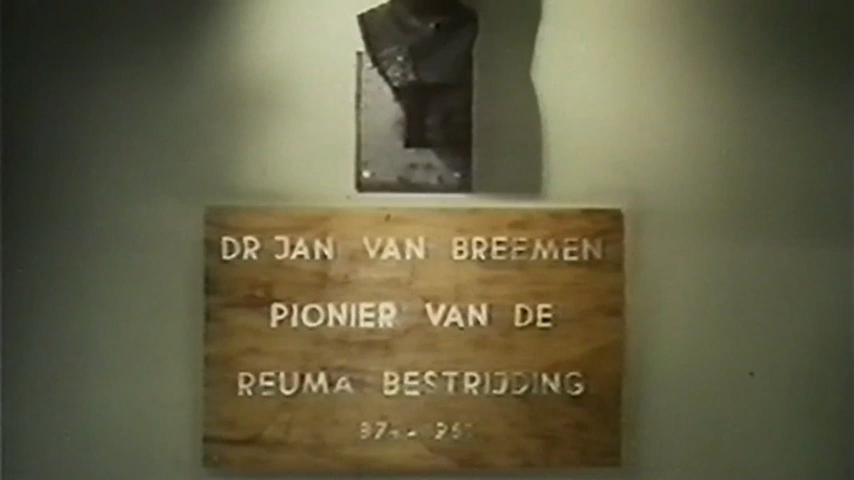 DR JAN VAN BREEMEN
PIONIER VAN DE
REUMA BESTRIJDING